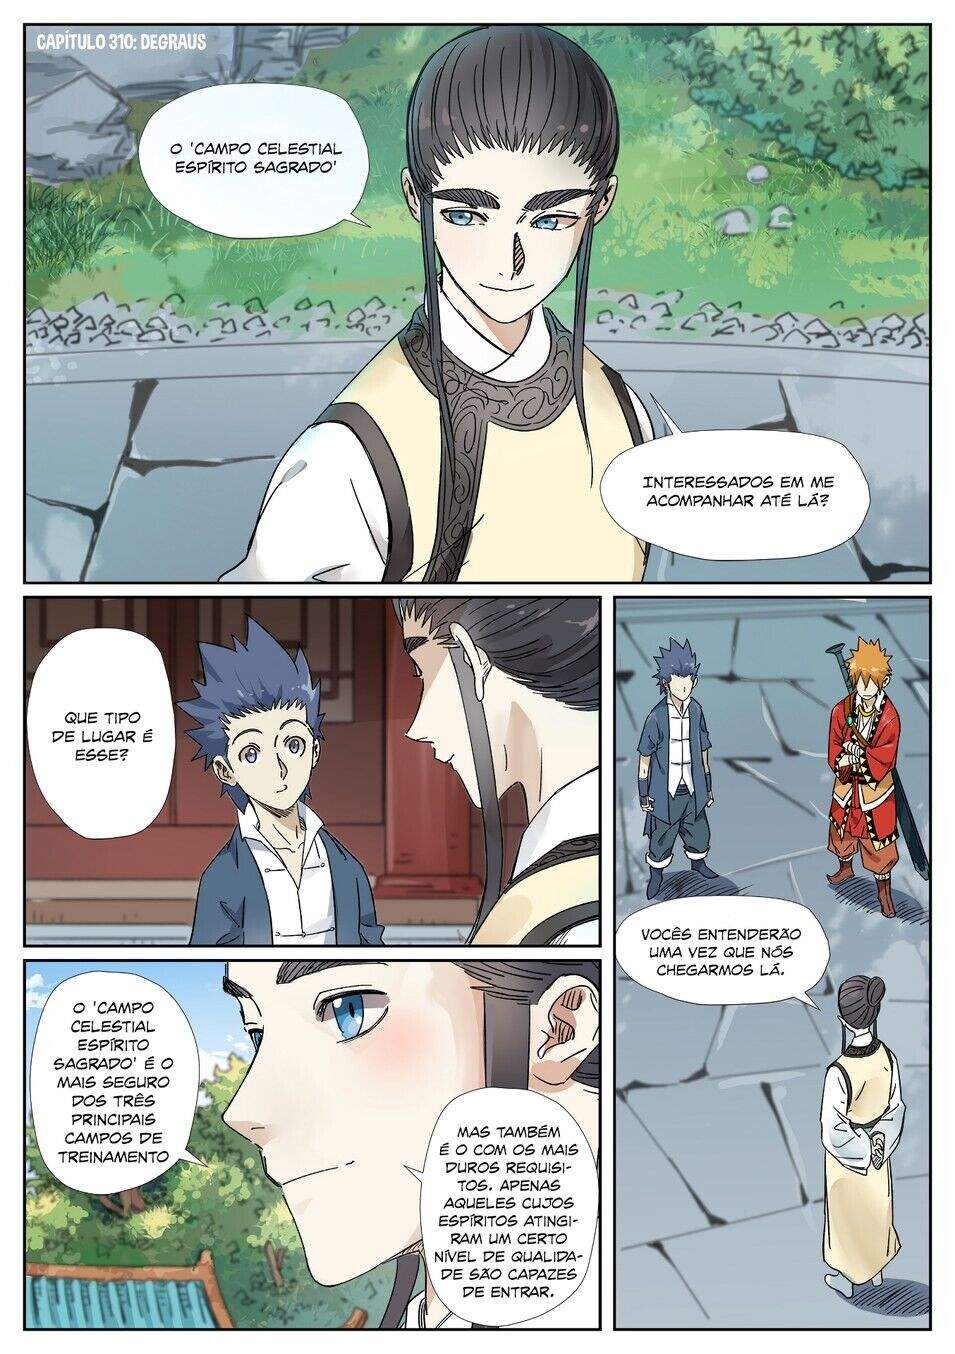 CAPÍTULO 310: DEGRAUS
O 'CAMPO CELESTIAL
ESPÍRITO SAGRADO'
INTERESSADOS EM ME
ACOMPANHAR ATÉ LÁ?
QUE TIPO
DE LUGAR É
ESSE?
VOCÊS ENTENDERÃO
UMA VEZ QUE NÓS
CHEGARMOS LÁ.
O 'CAMPO
CELESTIAL
ESPÍRITO
SAGRADO' É O
MAIS SEGURO
DOS TRÊS
PRINCIPAIS
CAMPOS DE
TREINAMENTO
MAS TAMBÉM
É O COM OS MAIS
DUROS REQUISI-
TOS. APENAS
AQUELES CUJOS
ESPÍRITOS ATINGI-
RAM UM CERTO
NÍVEL DE QUALIDA-
DE SÃO CAPAZES
DE ENTRAR.